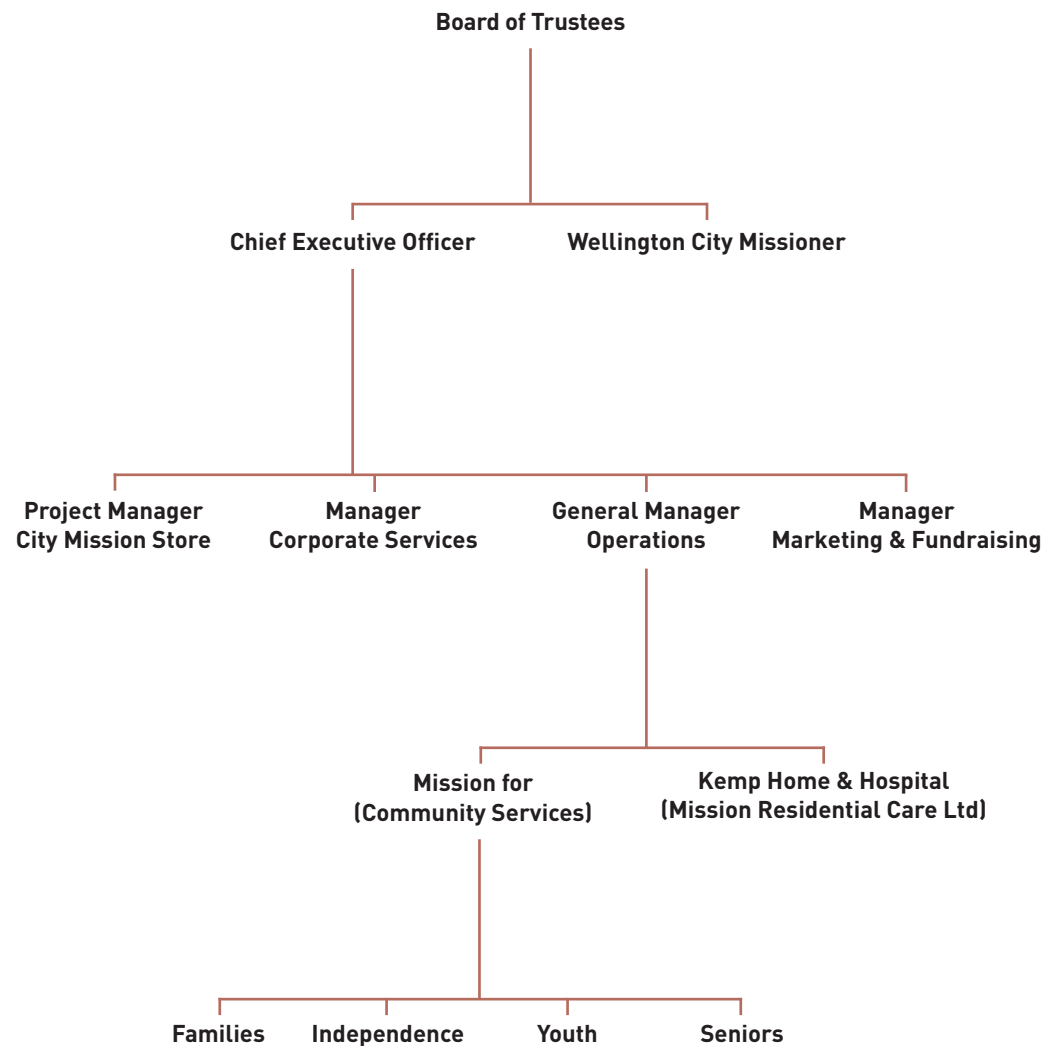 Board of Trustees
Chief Executive Officer
Wellington City Missioner
Project Manager
City Mission Store
Manager
Corporate Services
General Manager
Operations
Manager
Marketing & Fundraising
Mission for
(Community Services)
Kemp Home & Hospital
(Mission Residential Care Ltd)
Families
Independence
Youth
Seniors